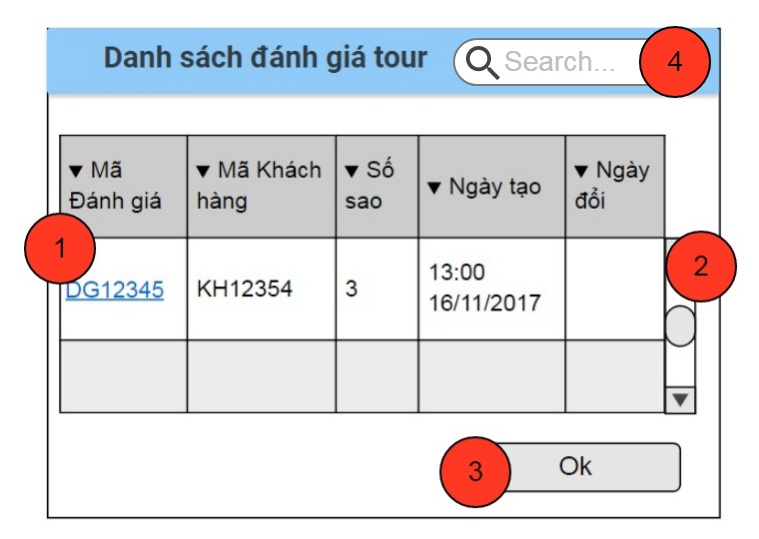 Danh sách đánh giá tour
Search...
4
▼ Mã
Đánh giá
▼ Mã Khách
hàng
▼ Số
sao
▼ Ngày tạo
▼ Ngày
đổi
1
2
DG12345
KH12354
3
13:00
16/11/2017
3
Ok